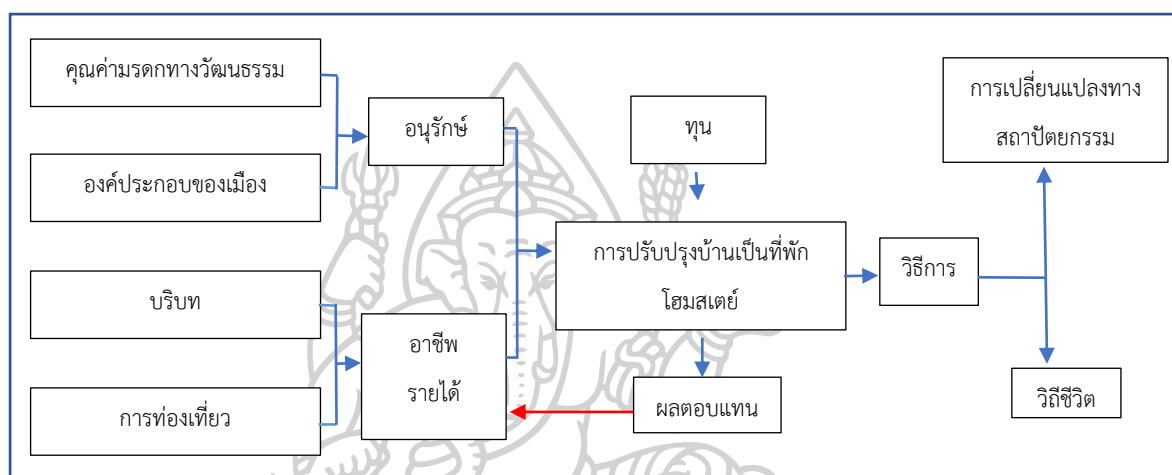 คุณค่ามรดกทางวัฒนธรรม
องค์ประกอบของเมือง
บริบท
การท่องเที่ยว
อนุรักษ์
อาชีพ
รายได้
ทุน
การปรับปรุงบ้านเป็นที่พัก
โฮมสเตย์
ผลตอบแทน
วิธีการ
การเปลี่ยนแปลงทาง
สถาปัตยกรรม
วิถีชีวิต